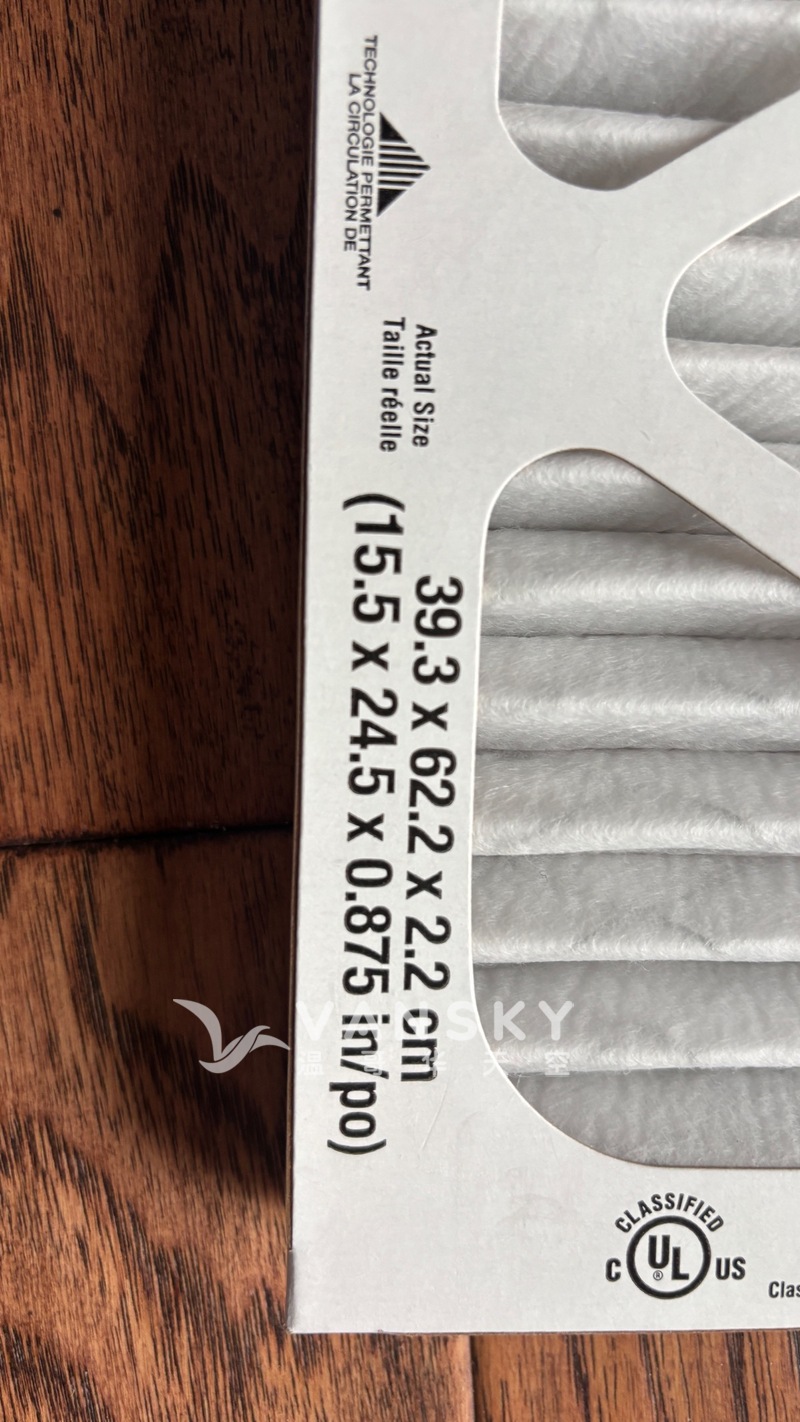 TECHNOLOGIE PERMETTANT
LA CIRCULATION DE
Actual Size
Taille réelle
39.3 x 62.2 x 2.2 cm
(15.5 x 24.5 x 0.875 in/po)
VANSKY
CLASSIFIED
C UL® US